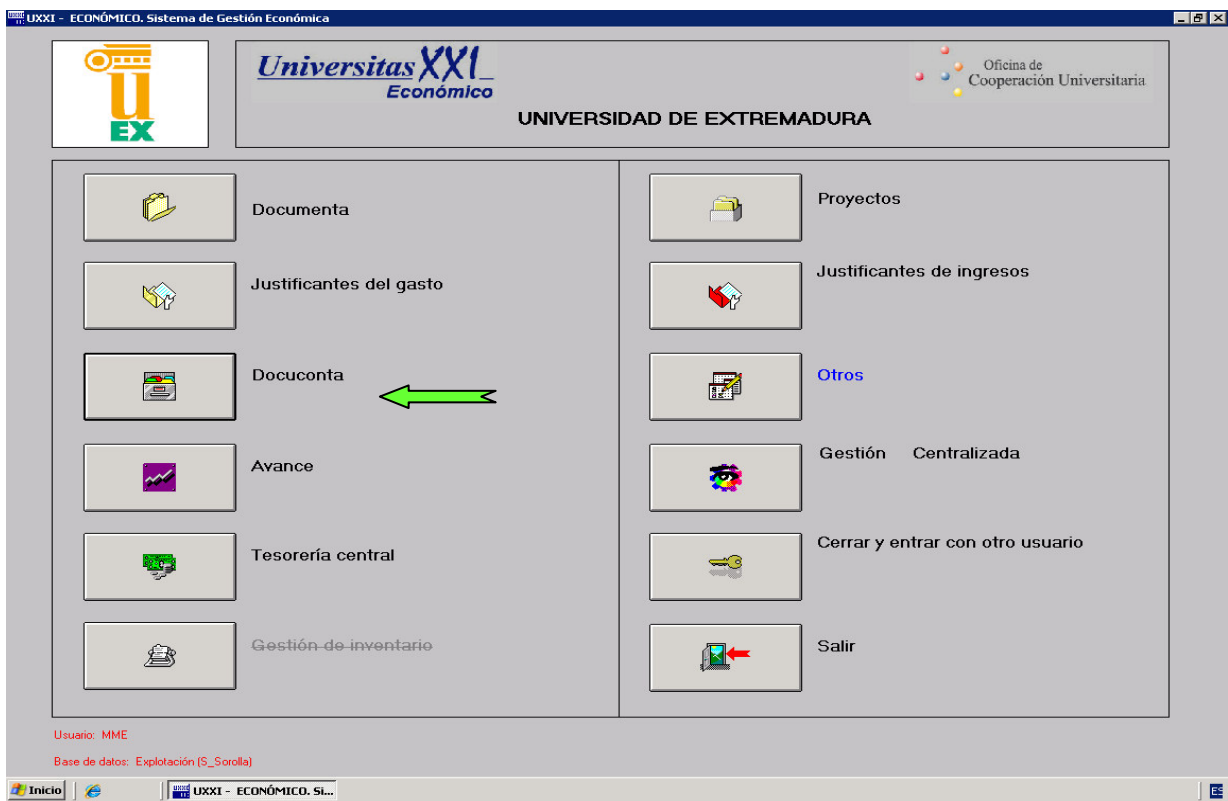 UXXI - ECONÓMICO. Sistema de Gestión Económica
u
EX
Universitas XXI
Económico
Oficina de
Cooperación Universitaria
UNIVERSIDAD DE EXTREMADURA
Documenta
Justificantes del gasto
Docuconta
Avance
Tesorería central
Gestión de inventario
Proyectos
Justificantes de ingresos
Otros
Gestión Centralizada
Cerrar y entrar con otro usuario
Salir
Usuario: MME
Base de datos: Explotación (S_Sorolla)
Inicio
UXXI - ECONÓMICO. Si...
ES